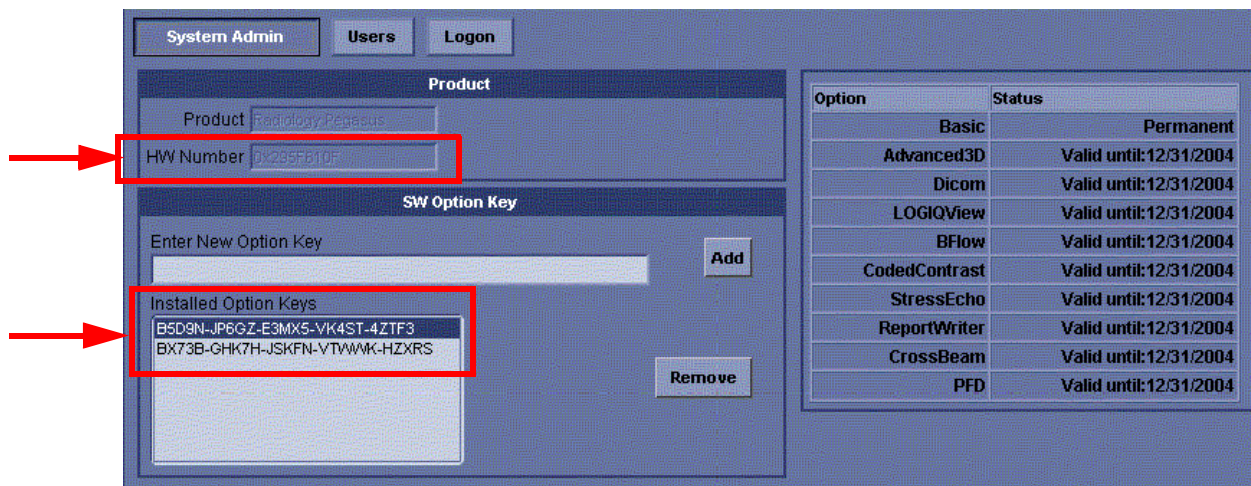 System Admin Users Logon
Product
Product Radiology Pegasus
HW Number 0x295F610F
SW Option Key
Enter New Option Key
Add
Installed Option Keys
B5D9N-JP6GZ-E3MX5-VK4ST-4ZTF3
BX73B-GHK7H-JSKFN-VTVWVK-HZXRS
Remove
Option Status
Basic Permanent
Advanced3D Valid until:12/31/2004
Dicom Valid until:12/31/2004
LOGIQView Valid until:12/31/2004
BFlow Valid until:12/31/2004
CodedContrast Valid until:12/31/2004
StressEcho Valid until:12/31/2004
ReportWriter Valid until:12/31/2004
CrossBeam Valid until:12/31/2004
PFD Valid until:12/31/2004